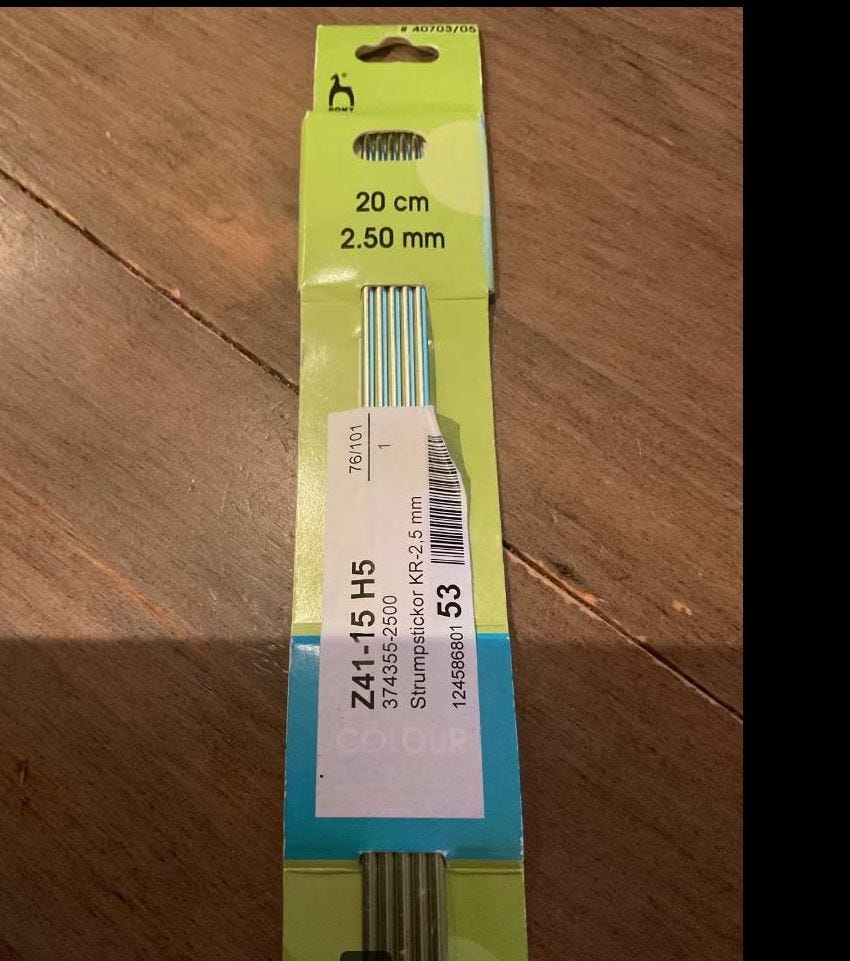 # 40703/05
PONY
20 cm
2.50 mm
76/101
1
Z41-15 H5
374355-2500
Strumpstickor KR-2,5 mm
124586801 53
COLOUR